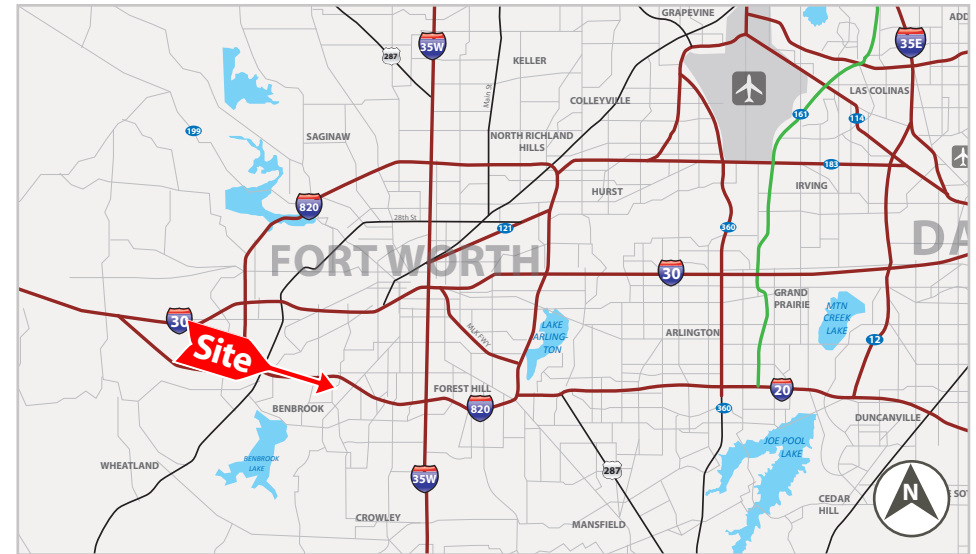 GRAPEVINE
ADD
35W
35E
287
KELLER
Main St
LAS COLINAS
COLLEYVILLE
161
114
199
SAGINAW
NORTH RICHLAND
HILLS
183
HURST
IRVING
820
28th St
121
360
FORT WORTH
DA
30
GRAND
PRAIRIE
MTN
CREEK
LAKE
30
LAKE
ARLING-
TON
MLK FWY
ARLINGTON
12
Site
FOREST HILL
20
820
360
BENBROOK
DUNCANVILLE
JOE POOL
LAKE
BENBROOK
LAKE
WHEATLAND
287
35W
N
E SO
CEDAR
HILL
CROWLEY
MANSFIELD